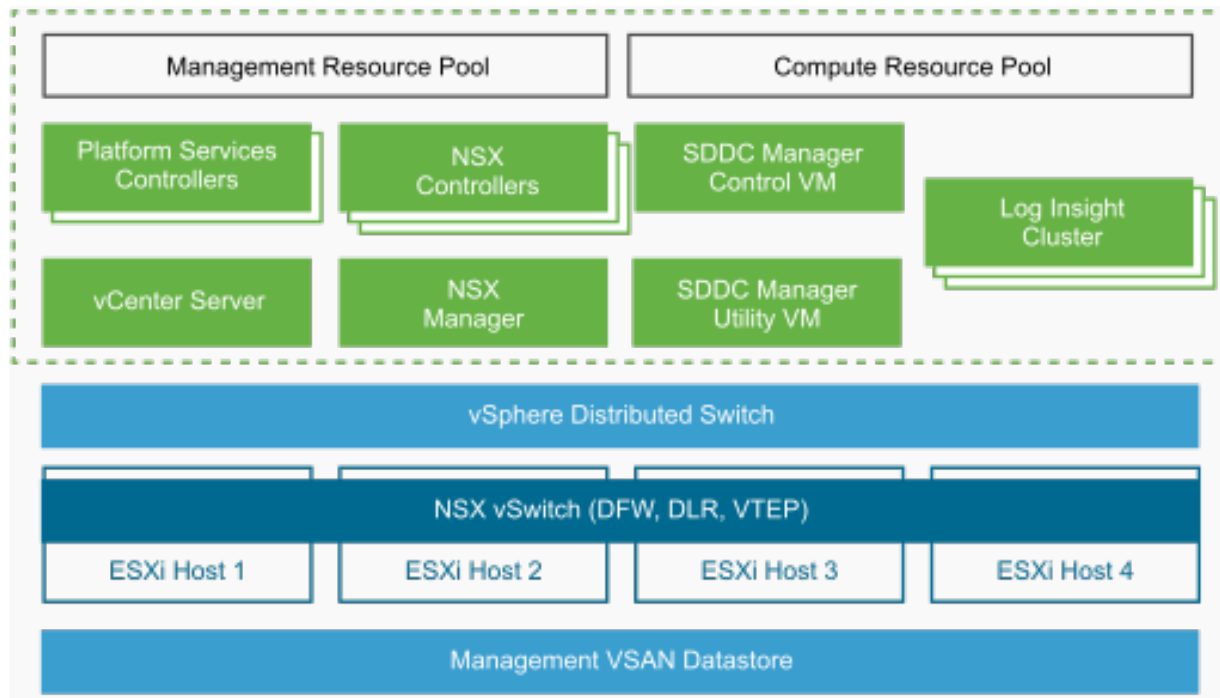 Management Resource Pool
Compute Resource Pool
Platform Services
Controllers
NSX
Controllers
SDDC Manager
Control VM
Log Insight
Cluster
vCenter Server
NSX
Manager
SDDC Manager
Utility VM
vSphere Distributed Switch
NSX vSwitch (DFW, DLR, VTEP)
ESXi Host 1
ESXi Host 2
ESXi Host 3
ESXi Host 4
Management VSAN Datastore